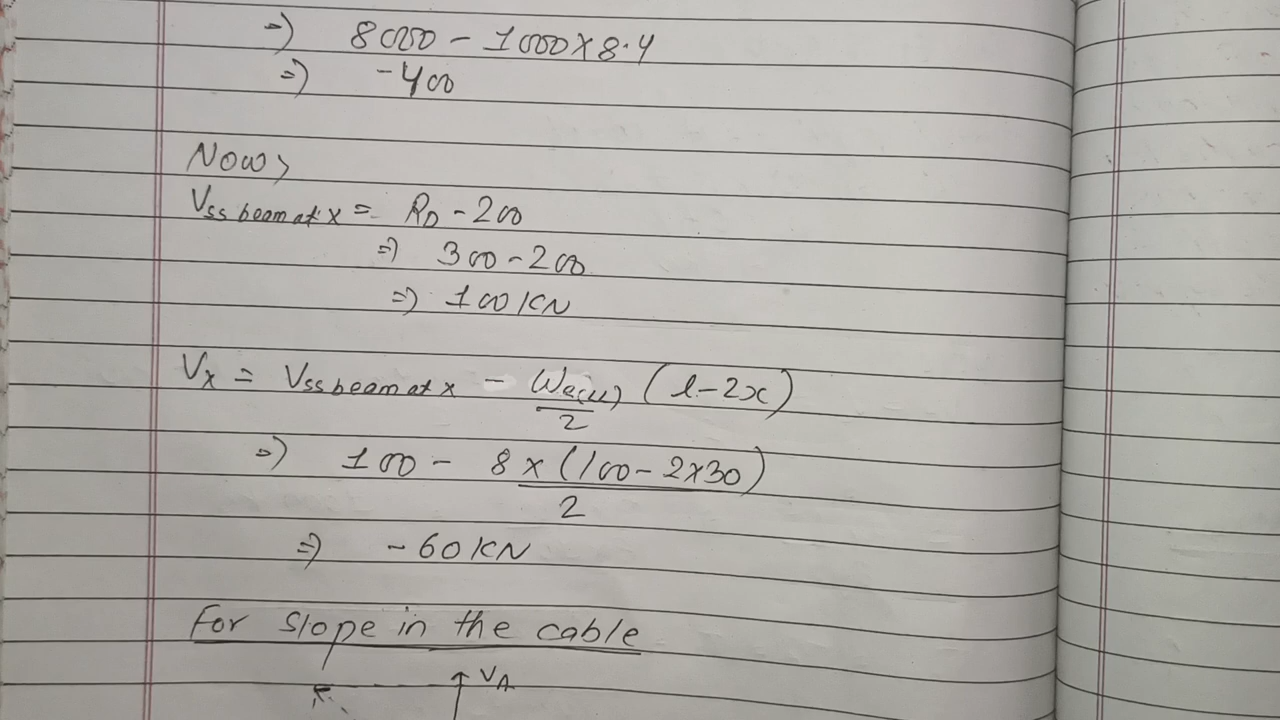 => 8000 - 1000 x 8.4
=> -400
Now,
Vss beam at x = RD - 200
=> 300 - 200
=> 100 KN
Vx = Vss beam at x - We(u)/2 (l - 2x)
=> 100 - 8 x (100 - 2x30)/2
=> -60 KN
For slope in the cable
VA